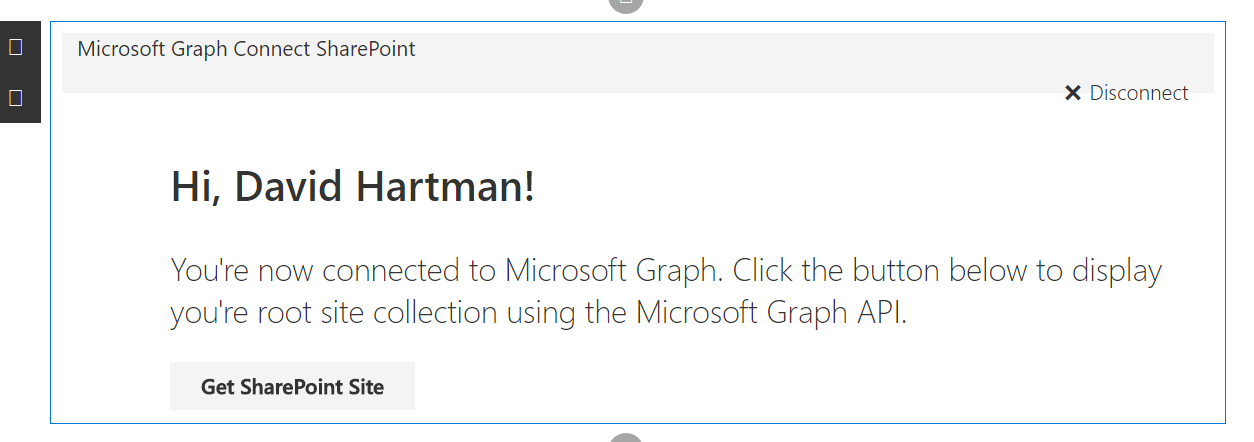 Microsoft Graph Connect SharePoint
Disconnect
Hi, David Hartman!
You're now connected to Microsoft Graph. Click the button below to display
you're root site collection using the Microsoft Graph API.
Get SharePoint Site